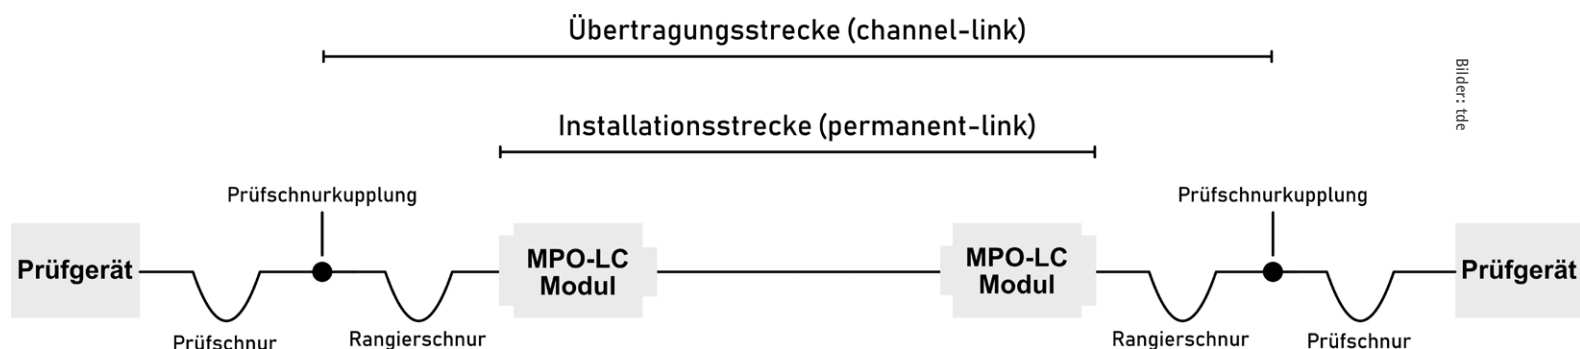 Übertragungsstrecke (channel-link)
Bilder: tde
Installationsstrecke (permanent-link)
Prüfschnurkupplung
Prüfschnurkupplung
Prüfgerät
MPO-LC
Modul
MPO-LC
Modul
Prüfgerät
Prüfschnur
Rangierschnur
Rangierschnur
Prüfschnur